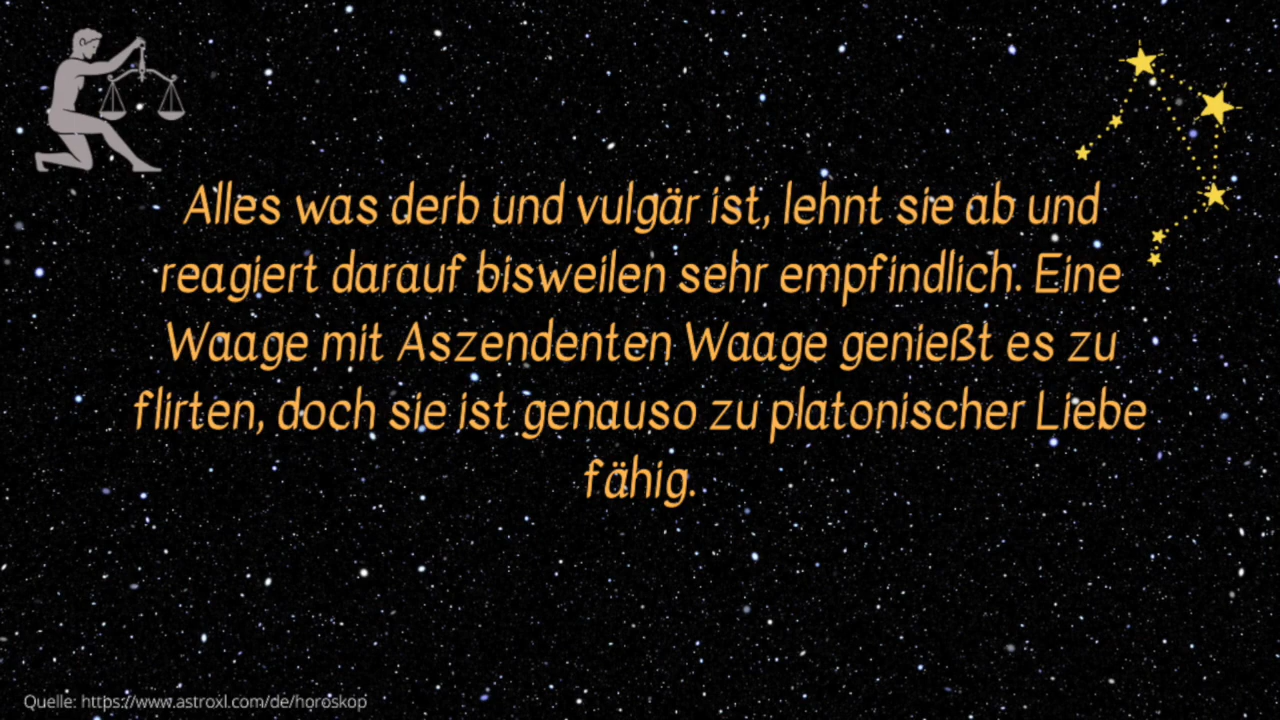 Alles was derb und vulgär ist, lehnt sie ab und
reagiert darauf bisweilen sehr empfindlich. Eine
Waage mit Aszendenten Waage genießt es zu
flirten, doch sie ist genauso zu platonischer Liebe
fähig.
Quelle: https://www.astroxl.com/de/horoskop